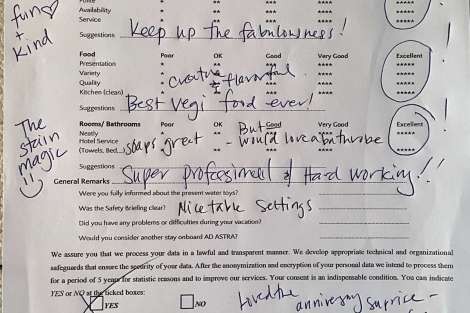 fun
+
kind
Availability * ** *** **** *****
Service * ** *** **** *****
Suggestions Keep up the fabulousness!
Food Poor OK Good Very Good Excellent
Presentation * ** *** **** *****
Variety * ** *** **** *****
Quality * ** *** **** *****
Kitchen (clean) * ** *** **** *****
creative & flavorful
Suggestions Best Vegi food ever!
The stain magic!!
Rooms/ Bathrooms Poor OK Good Very Good Excellent
Neatly
Hotel Service
(Towels, Bed...)
soaps great - But would love a bathrobe
Suggestions
General Remarks Super professional & Hard working!!
Were you fully informed about the present water toys?
Was the Safety Briefing clear? Nice table settings
Did you have any problems or difficulties during your vacation?
Would you consider another stay onboard AD ASTRA?
We assure you that we process your data in a lawful and transparent manner. We develop appropriate technical and organizational
safeguards that ensure the security of your data. After the anonymization and encryption of your personal data we intend to process them
for a period of 5 years for statistic reasons and to improve our services. Your consent is an indispensable condition. You can indicate
YES or NO at the ticked boxes:
YES NO
Loved the anniversary surprise -